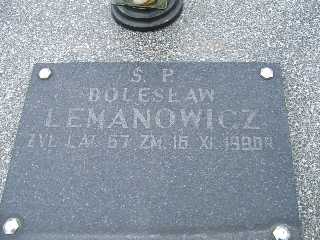 Ś. P.
BOLESŁAW
LEMANOWICZ
ŻYŁ LAT 67 ZM. 16 XI. 1990R